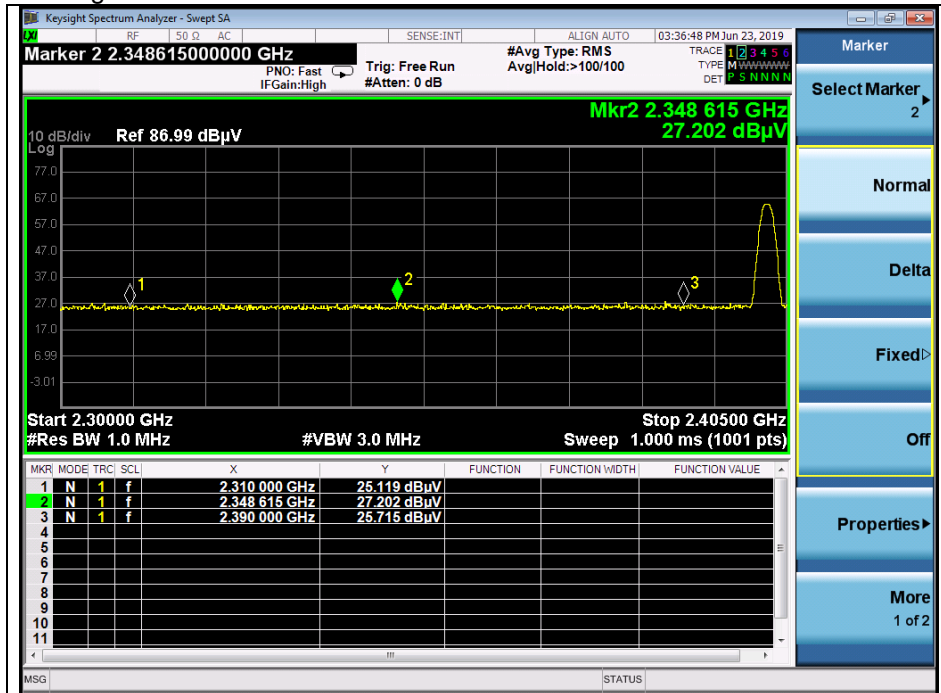 Keysight Spectrum Analyzer - Swept SA
LXI RF 50 Ω AC SENSE:INT ALIGN AUTO 03:36:48 PM Jun 23, 2019
Marker 2 2.348615000000 GHz
PNO: Fast
IFGain:High
Trig: Free Run
#Atten: 0 dB
#Avg Type: RMS
Avg|Hold:>100/100
TRACE 1 2 3 4 5 6
TYPE M WWWWW
DET P S N N N N
Mkr2 2.348 615 GHz
27.202 dBµV
10 dB/div Ref 86.99 dBµV
Log
77.0
67.0
57.0
47.0
37.0
27.0
17.0
6.99
-3.01
1
2
3
Start 2.30000 GHz Stop 2.40500 GHz
#Res BW 1.0 MHz #VBW 3.0 MHz Sweep 1.000 ms (1001 pts)
MKR MODE TRC SCL X Y FUNCTION FUNCTION WIDTH FUNCTION VALUE
1 N 1 f 2.310 000 GHz 25.119 dBµV
2 N 1 f 2.348 615 GHz 27.202 dBµV
3 N 1 f 2.390 000 GHz 25.715 dBµV
4
5
6
7
8
9
10
11
MSG STATUS
Marker
Select Marker
2
Normal
Delta
Fixed
Off
Properties
More
1 of 2